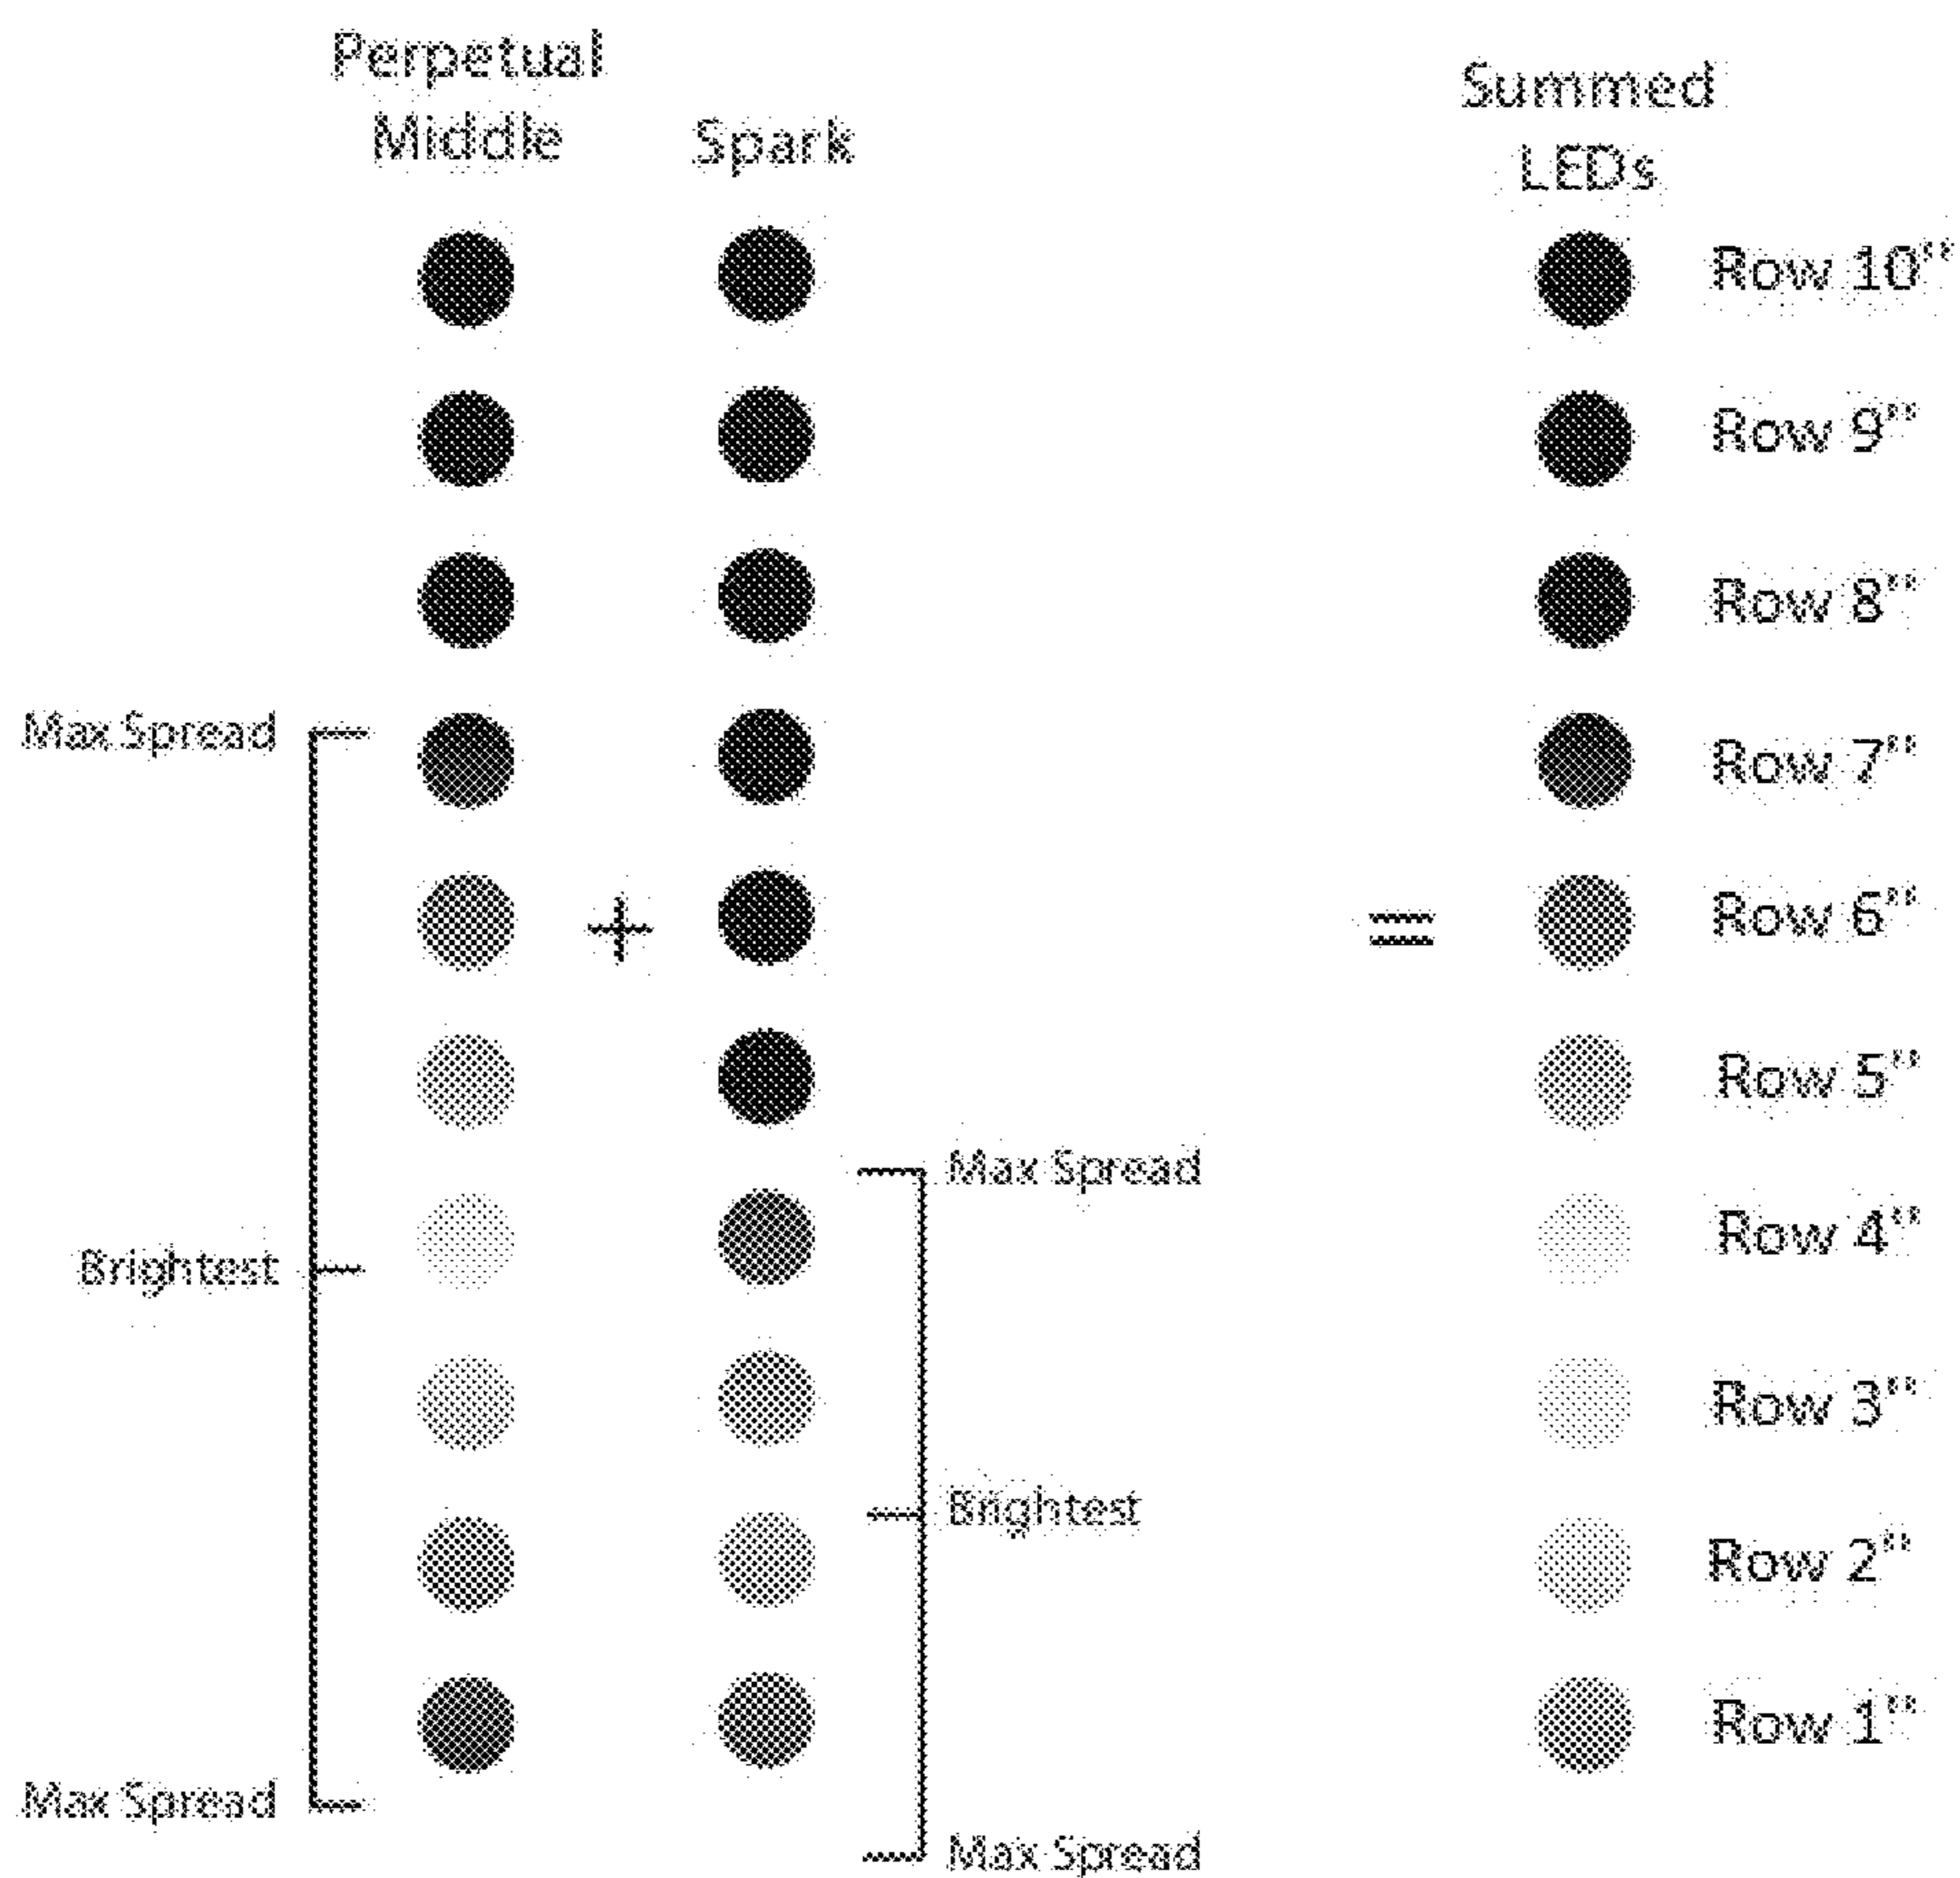 Perpetual
Middle
Spark
Summed
LEDs
Row 10"
Row 9"
Row 8"
Max Spread
Row 7"
+
=
Row 6"
Row 5"
Max Spread
Row 4"
Brightest
Row 3"
Brightest
Row 2"
Row 1"
Max Spread
Max Spread